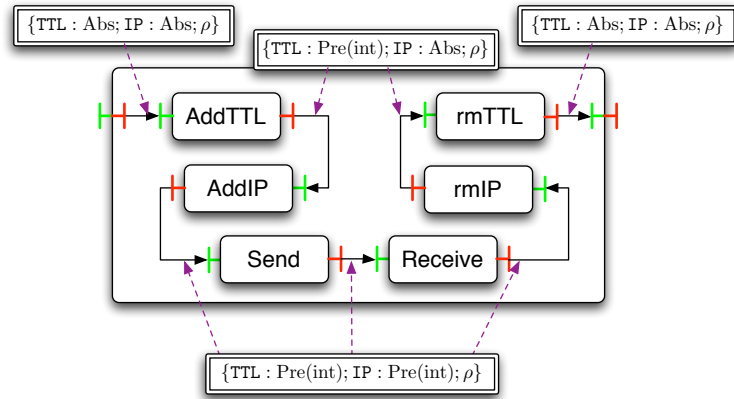 {TTL : Abs; IP : Abs; ρ}
{TTL : Pre(int); IP : Abs; ρ}
{TTL : Abs; IP : Abs; ρ}
AddTTL
rmTTL
AddIP
rmIP
Send
Receive
{TTL : Pre(int); IP : Pre(int); ρ}